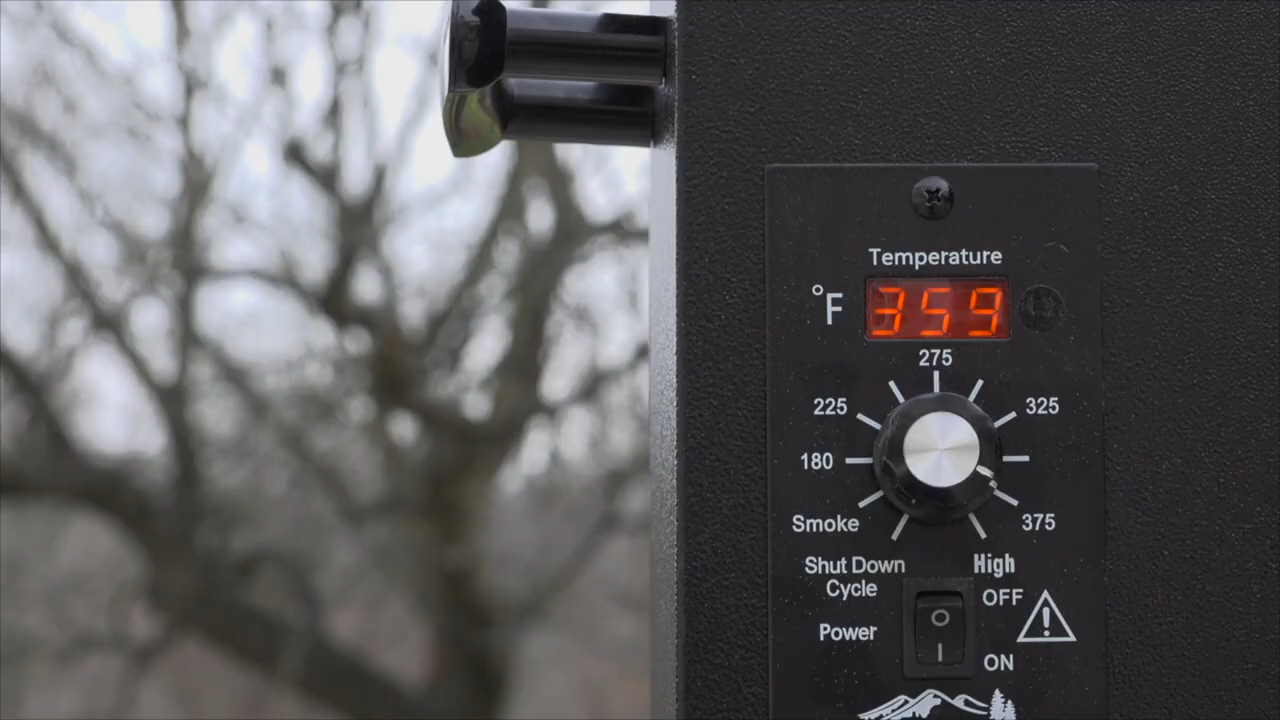 Temperature
°F 359
275
225 325
180
Smoke 375
Shut Down High
Cycle OFF
Power
ON